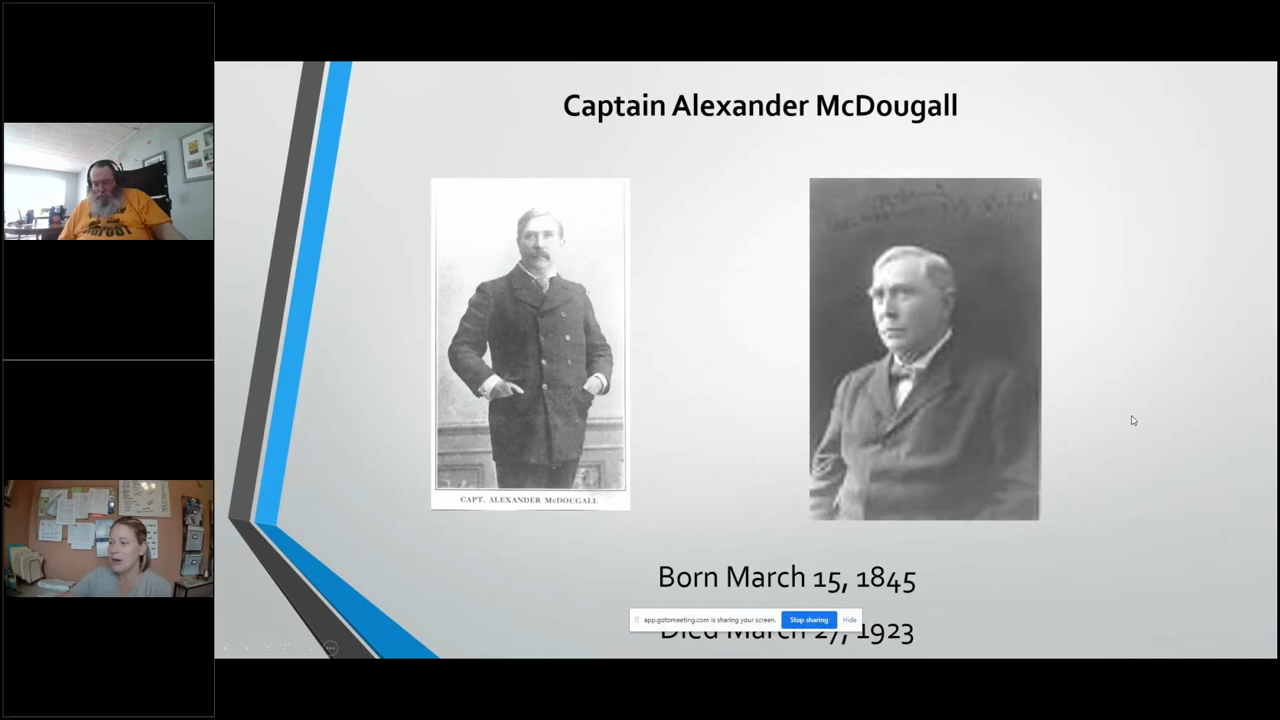 Captain Alexander McDougall
CAPT. ALEXANDER McDOUGALL
Born March 15, 1845
app.gotomeeting.com is sharing your screen.
Stop sharing
Hide
Died March 27, 1923